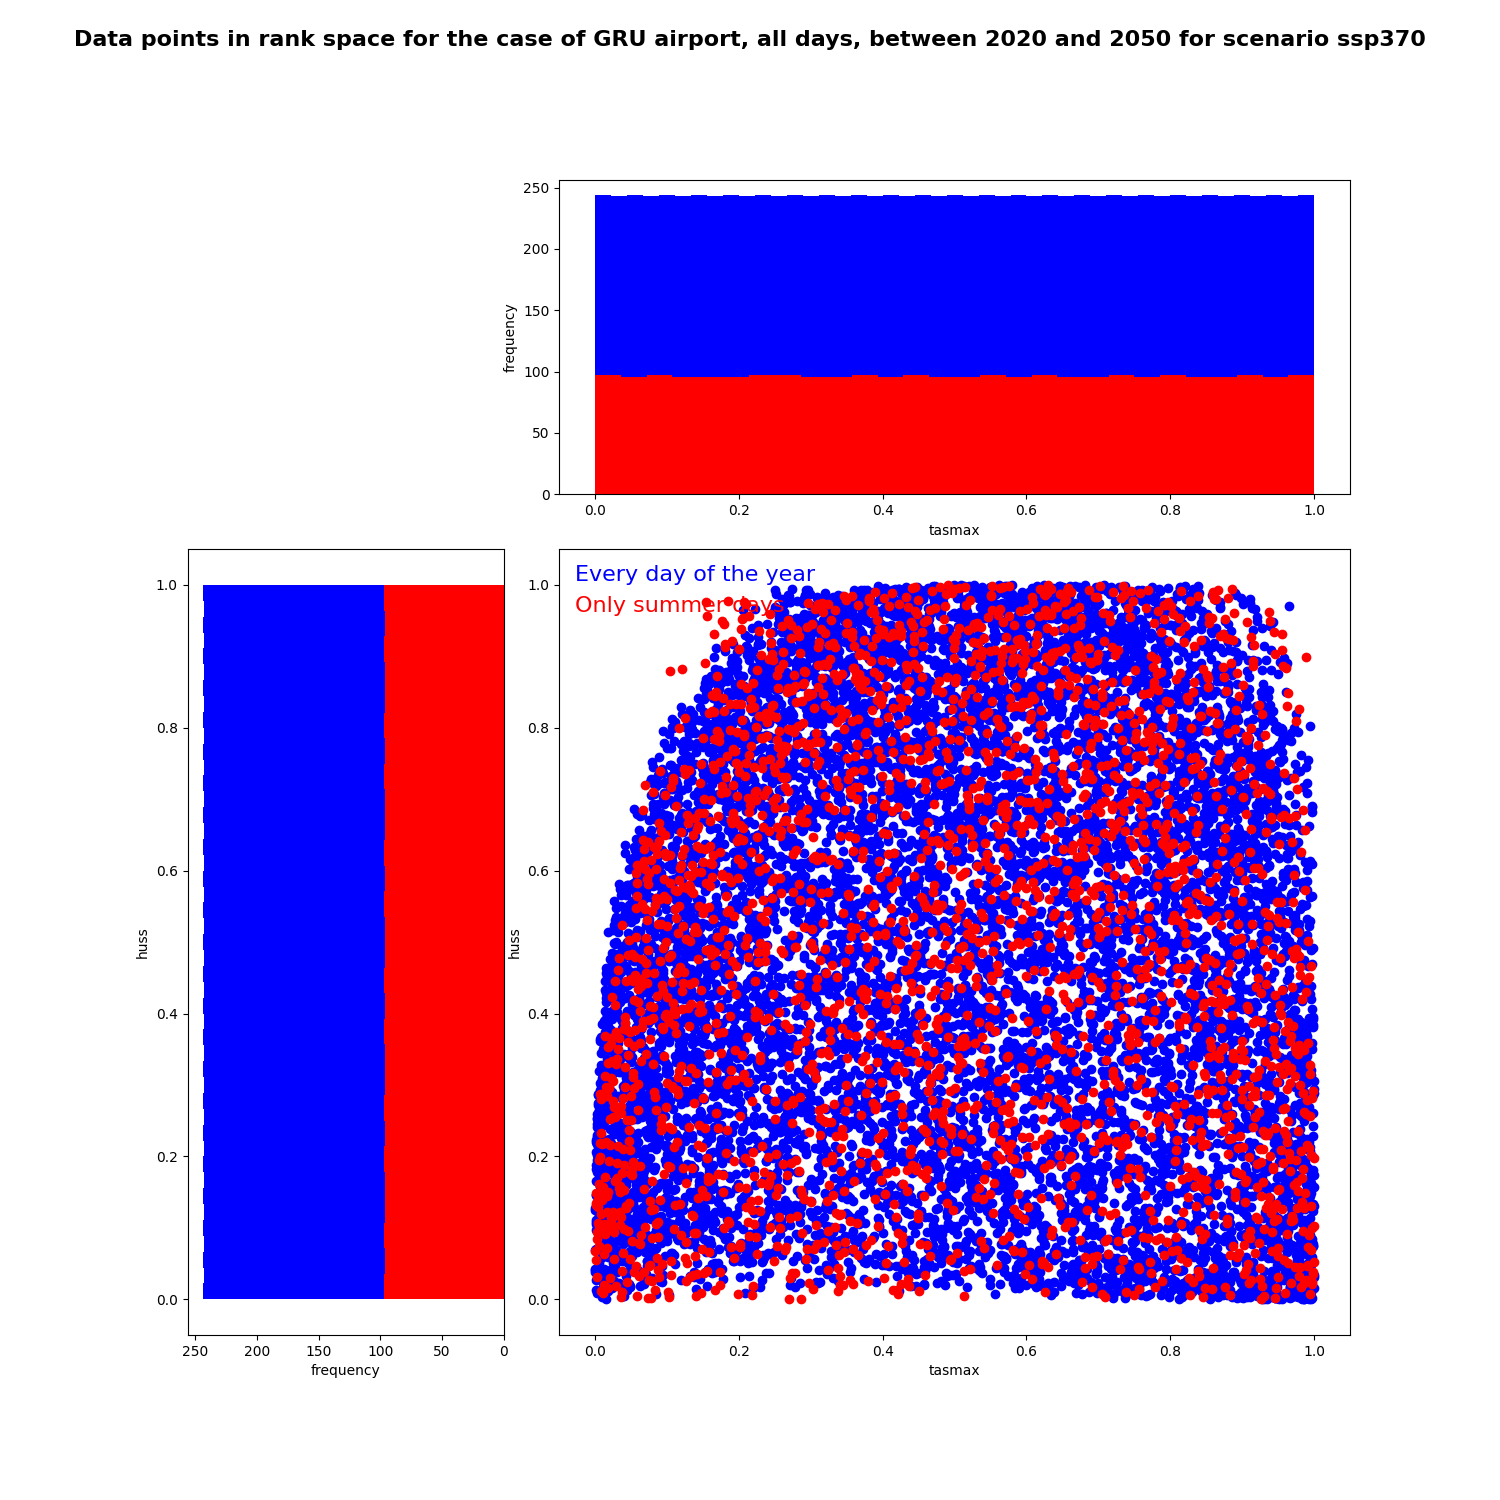 Data points in rank space for the case of GRU airport, all days, between 2020 and 2050 for scenario ssp370
250
200
150
100
50
0
frequency
0.0 0.2 0.4 0.6 0.8 1.0
tasmax
1.0
0.8
0.6
0.4
0.2
0.0
huss
250 200 150 100 50 0
frequency
Every day of the year
Only summer days
1.0
0.8
0.6
0.4
0.2
0.0
huss
0.0 0.2 0.4 0.6 0.8 1.0
tasmax